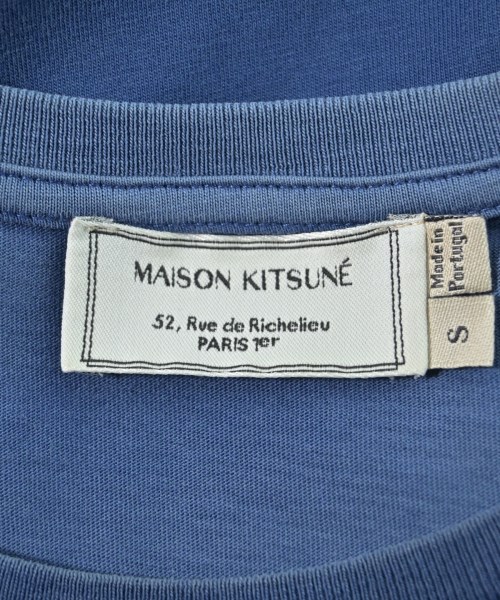 MAISON KITSUNÉ
52, Rue de Richelieu
PARIS 1er
Made in
Portugal
S